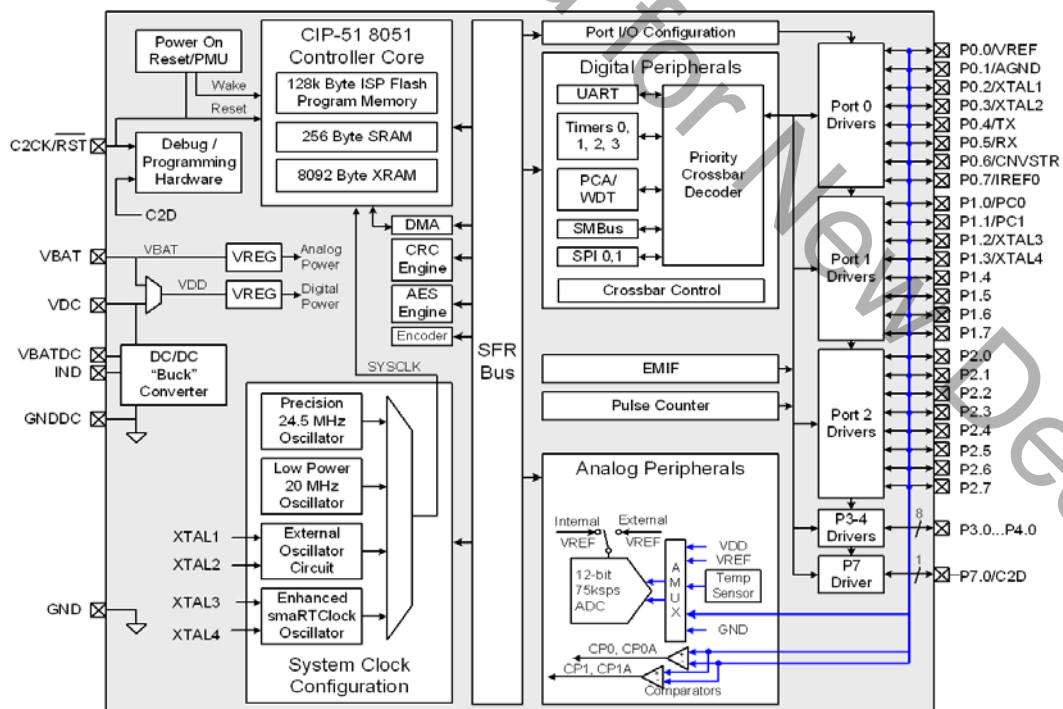 Power On
Reset/PMU
Wake
Reset
C2CK/RST
Debug /
Programming
Hardware
C2D
VBAT
VBAT
VREG
Analog
Power
VDC
VDD
VREG
Digital
Power
VBATDC
IND
DC/DC
"Buck"
Converter
GNDDC
GND
CIP-51 8051
Controller Core
128k Byte ISP Flash
Program Memory
256 Byte SRAM
8092 Byte XRAM
DMA
CRC
Engine
AES
Engine
Encoder
SYSCLK
Precision
24.5 MHz
Oscillator
Low Power
20 MHz
Oscillator
XTAL1
XTAL2
External
Oscillator
Circuit
XTAL3
XTAL4
Enhanced
smaRTClock
Oscillator
System Clock
Configuration
SFR
Bus
Port I/O Configuration
Digital Peripherals
UART
Timers 0,
1, 2, 3
PCA/
WDT
SMBus
SPI 0,1
Priority
Crossbar
Decoder
Crossbar Control
EMIF
Pulse Counter
Analog Peripherals
Internal
VREF
External
VREF
12-bit
75ksps
ADC
A
M
U
X
VDD
VREF
Temp
Sensor
GND
CP0, CP0A
CP1, CP1A
+
-
+
-
Comparators
Port 0
Drivers
Port 1
Drivers
Port 2
Drivers
P3-4
Drivers
P7
Driver
8
1
P0.0/VREF
P0.1/AGND
P0.2/XTAL1
P0.3/XTAL2
P0.4/TX
P0.5/RX
P0.6/CNVSTR
P0.7/IREF0
P1.0/PC0
P1.1/PC1
P1.2/XTAL3
P1.3/XTAL4
P1.4
P1.5
P1.6
P1.7
P2.0
P2.1
P2.2
P2.3
P2.4
P2.5
P2.6
P2.7
P3.0...P4.0
P7.0/C2D
for New De